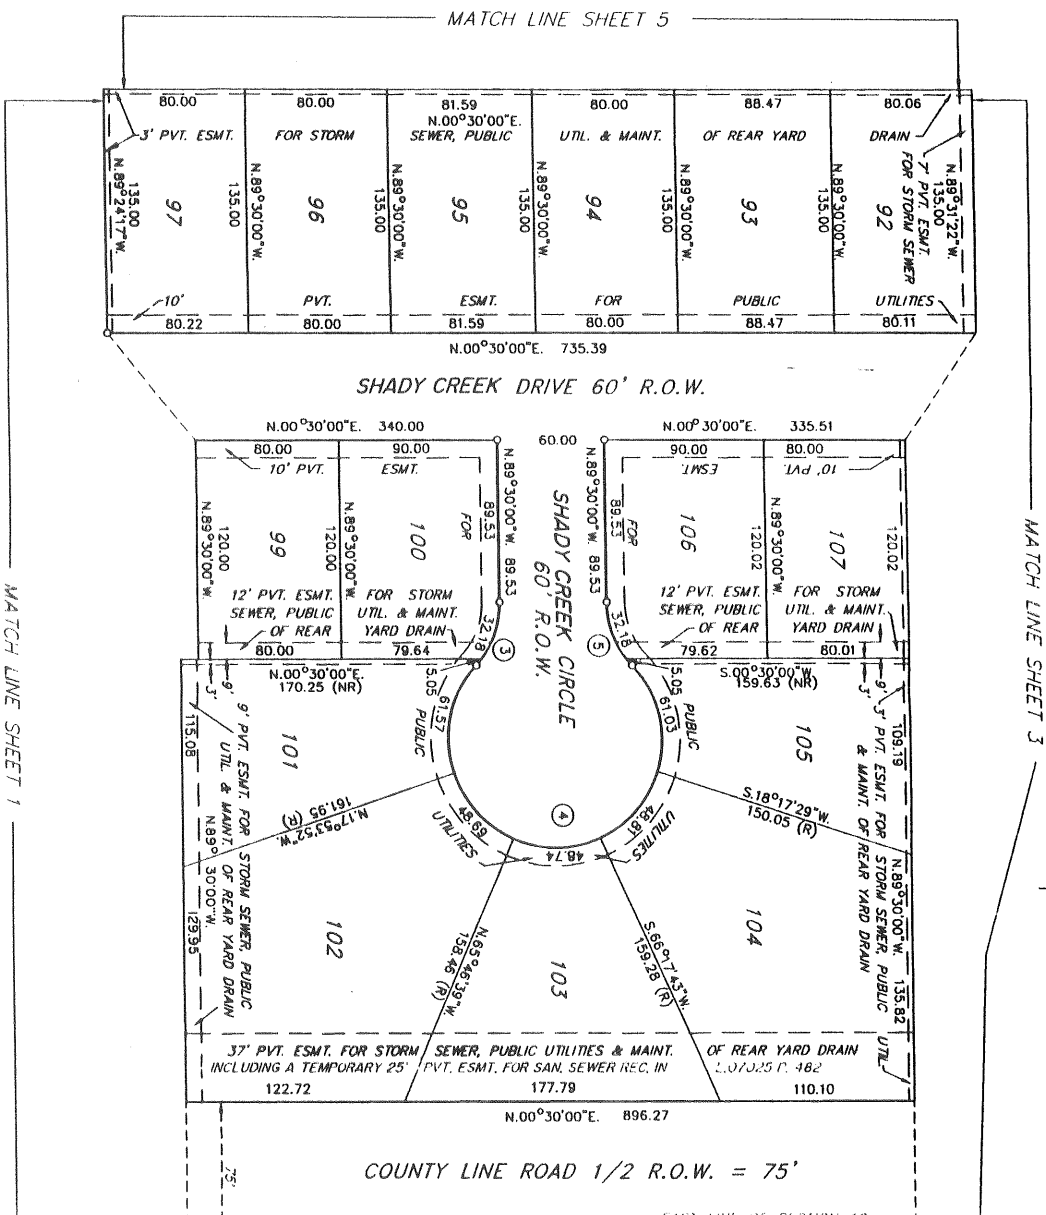 MATCH LINE SHEET 5
80.00 80.00 81.59 80.00 88.47 80.06
N.00°30'00"E.
3' PVT. ESMT. FOR STORM SEWER, PUBLIC UTIL. & MAINT. OF REAR YARD DRAIN
N.89°24'17"W.
135.00
97
135.00
N.89°30'00"W.
96
135.00
N.89°30'00"W.
95
135.00
N.89°30'00"W.
94
135.00
N.89°30'00"W.
93
135.00
N.89°30'00"W.
92
7' PVT. ESMT.
FOR STORM SEWER
135.00
N.89°31'22"W.
10' PVT. ESMT. FOR PUBLIC UTILITIES
80.22 80.00 81.59 80.00 88.47 80.11
N.00°30'00"E. 735.39
SHADY CREEK DRIVE 60' R.O.W.
N.00°30'00"E. 340.00
60.00
N.00°30'00"E. 335.51
80.00 90.00
90.00 80.00
10' PVT. ESMT.
FOR
ESMT.
10' PVT.
FOR
N.89°30'00"W.
120.00
99
120.00
N.89°30'00"W.
100
89.53
N.89°30'00"W. 89.53
SHADY CREEK CIRCLE
60' R.O.W.
N.89°30'00"W. 89.53
89.53
106
120.02
N.89°30'00"W.
107
120.02
12' PVT. ESMT. FOR STORM
SEWER, PUBLIC UTIL. & MAINT.
OF REAR YARD DRAIN
12' PVT. ESMT. FOR STORM
SEWER, PUBLIC UTIL. & MAINT.
OF REAR YARD DRAIN
80.00 79.64
79.62 80.01
32.18
3
32.18
5
N.00°30'00"E.
170.25 (NR)
S.00°30'00"W.
159.63 (NR)
5.05
61.57
PUBLIC
5.05
61.03
PUBLIC
9'
3'
9'
3'
115.08
101
9' PVT. ESMT. FOR STORM SEWER, PUBLIC
UTIL. & MAINT. OF REAR YARD DRAIN
N.89°30'00"W.
129.95
N.17°53'52"W.
161.95 (R)
48.69
UTILITIES
4
48.74
48.81
UTILITIES
105
109.19
3' PVT. ESMT. FOR STORM SEWER, PUBLIC
& MAINT. OF REAR YARD DRAIN
UTIL.
S.18°17'29"W.
150.05 (R)
N.89°30'00"W. 135.82
102
N.65°46'39"W.
158.46 (R)
103
S.66°17'43"W.
159.28 (R)
104
37' PVT. ESMT. FOR STORM SEWER, PUBLIC UTILITIES & MAINT. OF REAR YARD DRAIN
INCLUDING A TEMPORARY 25' PVT. ESMT. FOR SAN. SEWER REC. IN L.07025 P. 482
122.72 177.79 110.10
N.00°30'00"E. 896.27
75'
COUNTY LINE ROAD 1/2 R.O.W. = 75'
MATCH LINE SHEET 1
MATCH LINE SHEET 3